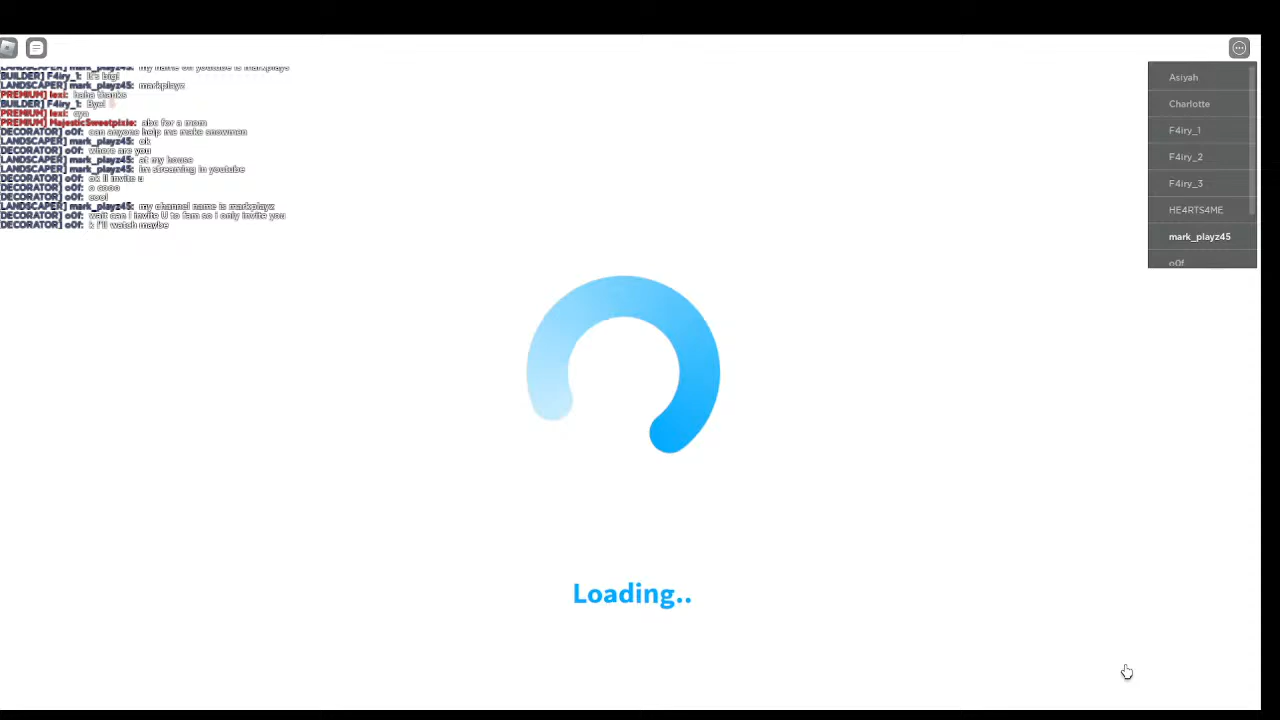 [LANDSCAPER] mark_playz45: my name on youtube is markplayz
[BUILDER] F4iry_1: It's big!
[LANDSCAPER] mark_playz45: markplayz
[PREMIUM] lexi: haha thanks
[BUILDER] F4iry_1: Bye!
[PREMIUM] lexi: cya
[PREMIUM] MajesticSweetpixie: abc for a mom
[DECORATOR] o0f: can anyone help me make snowmen
[LANDSCAPER] mark_playz45: ok
[DECORATOR] o0f: where are you
[LANDSCAPER] mark_playz45: at my house
[LANDSCAPER] mark_playz45: im streaming in youtube
[DECORATOR] o0f: ok ll invite u
[DECORATOR] o0f: o cooo
[DECORATOR] o0f: cool
[LANDSCAPER] mark_playz45: my channel name is markplayz
[DECORATOR] o0f: wait can i invite U to fam so I only invite you
[DECORATOR] o0f: k I'll watch maybe
Asiyah
Charlotte
F4iry_1
F4iry_2
F4iry_3
HE4RTS4ME
mark_playz45
o0f
Loading..